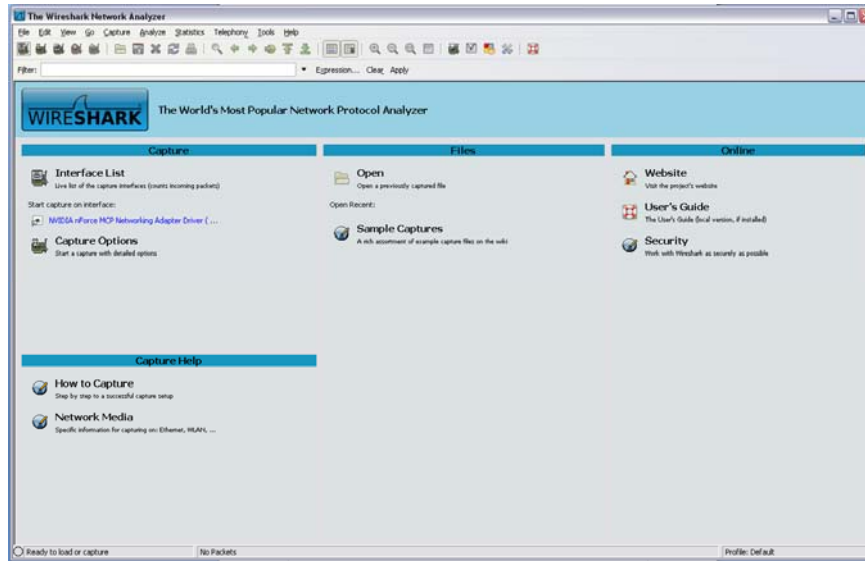 The Wireshark Network Analyzer
File Edit View Go Capture Analyze Statistics Telephony Tools Help
Filter: Expression... Clear Apply
WIRESHARK
The World's Most Popular Network Protocol Analyzer
Capture
Interface List
Live list of the capture interfaces (counts incoming packets)
Start capture on interface:
NVIDIA nForce MCP Networking Adapter Driver ( ...
Capture Options
Start a capture with detailed options
Files
Open
Open a previously captured file
Open Recent:
Sample Captures
A rich assortment of example capture files on the wiki
Online
Website
Visit the project's website
User's Guide
The User's Guide (local version, if installed)
Security
Work with Wireshark as securely as possible
Capture Help
How to Capture
Step by step to a successful capture setup
Network Media
Specific information for capturing on: Ethernet, WLAN, ...
Ready to load or capture
No Packets
Profile: Default